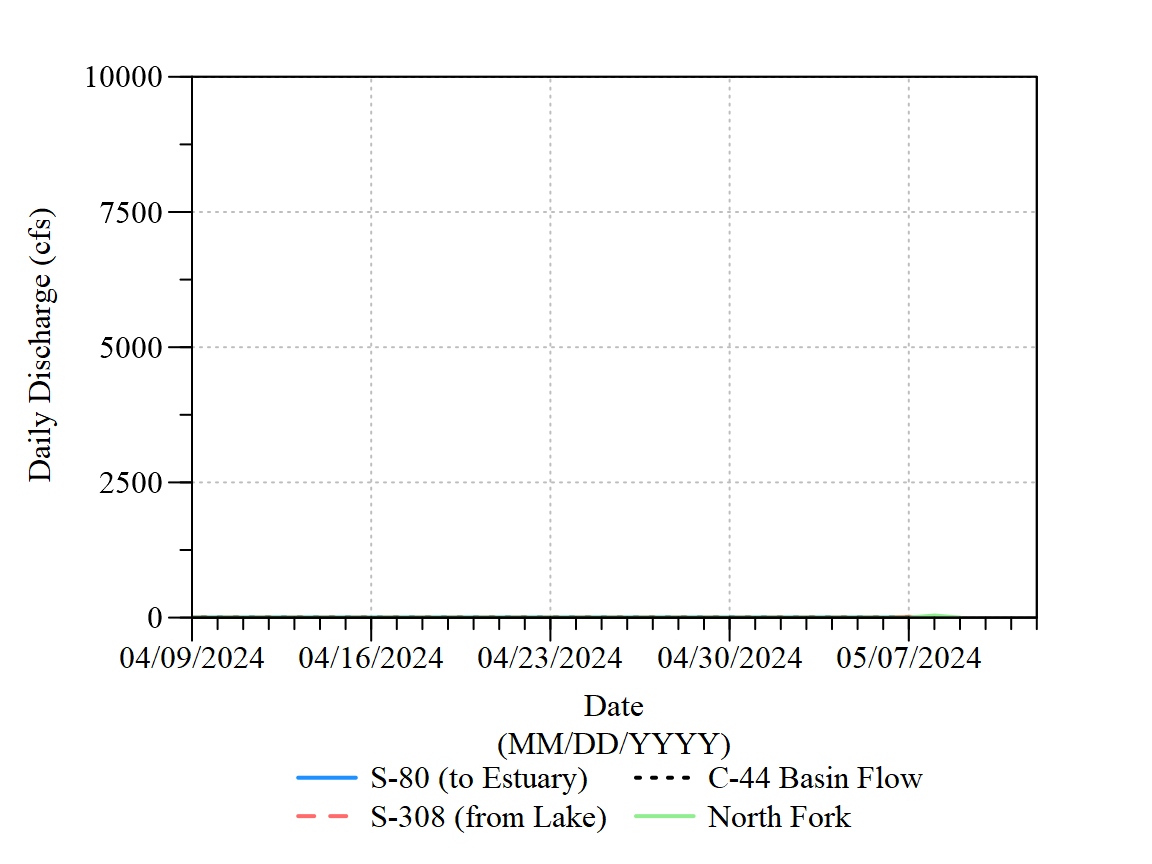 10000
7500
5000
2500
0
Daily Discharge (cfs)
04/09/2024 04/16/2024 04/23/2024 04/30/2024 05/07/2024
Date
(MM/DD/YYYY)
S-80 (to Estuary) C-44 Basin Flow
S-308 (from Lake) North Fork